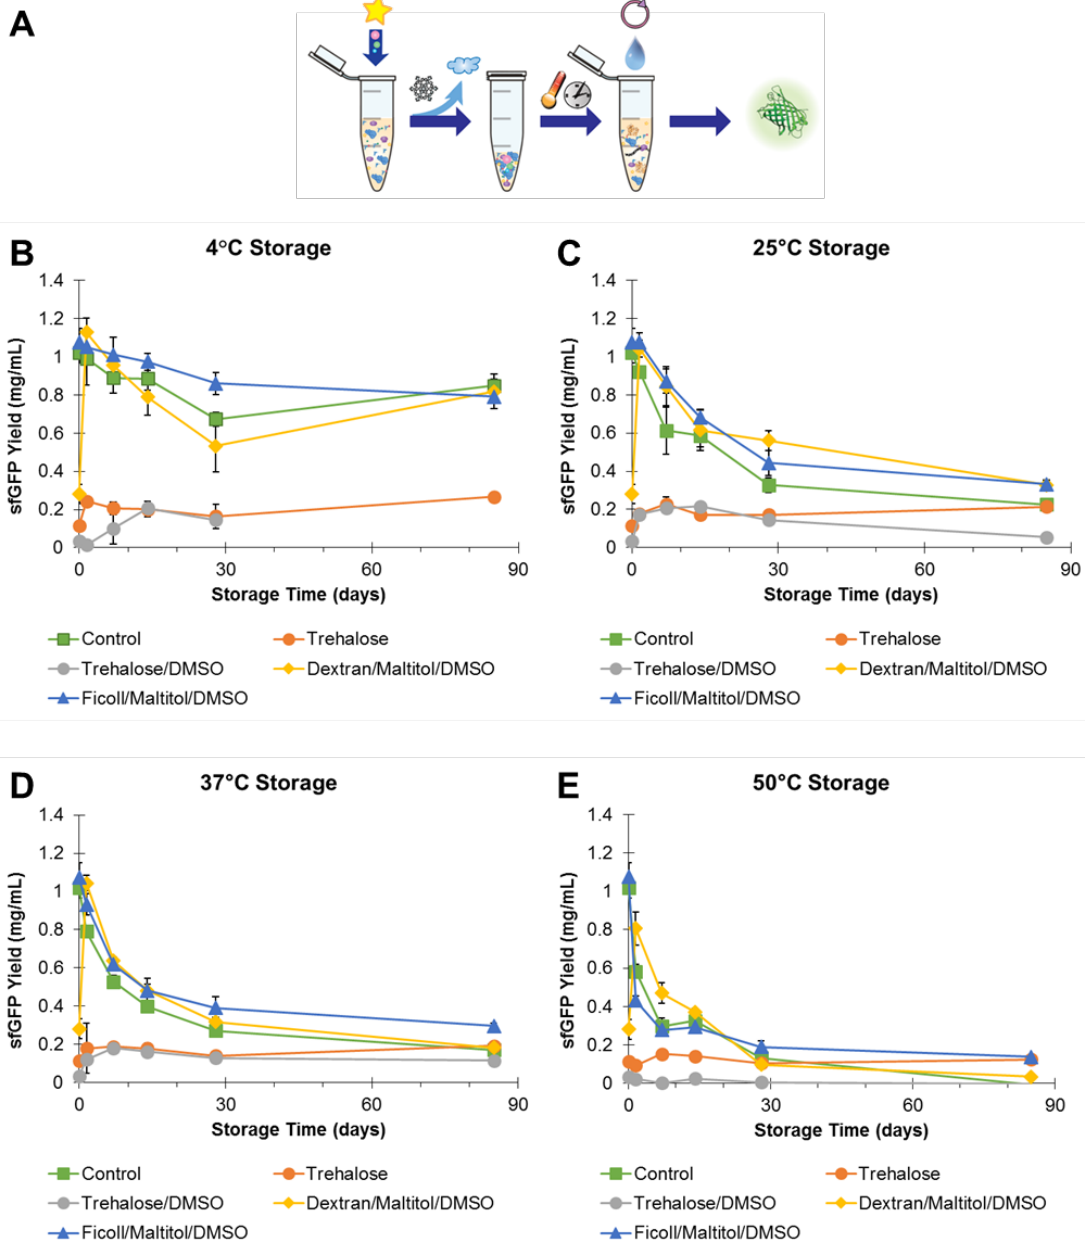 A
B
4°C Storage
1.4
1.2
1
0.8
0.6
0.4
0.2
0
sfGFP Yield (mg/mL)
0 30 60 90
Storage Time (days)
Control Trehalose
Trehalose/DMSO Dextran/Maltitol/DMSO
Ficoll/Maltitol/DMSO
C
25°C Storage
1.4
1.2
1
0.8
0.6
0.4
0.2
0
sfGFP Yield (mg/mL)
0 30 60 90
Storage Time (days)
Control Trehalose
Trehalose/DMSO Dextran/Maltitol/DMSO
Ficoll/Maltitol/DMSO
D
37°C Storage
1.4
1.2
1
0.8
0.6
0.4
0.2
0
sfGFP Yield (mg/mL)
0 30 60 90
Storage Time (days)
Control Trehalose
Trehalose/DMSO Dextran/Maltitol/DMSO
Ficoll/Maltitol/DMSO
E
50°C Storage
1.4
1.2
1
0.8
0.6
0.4
0.2
0
sfGFP Yield (mg/mL)
0 30 60 90
Storage Time (days)
Control Trehalose
Trehalose/DMSO Dextran/Maltitol/DMSO
Ficoll/Maltitol/DMSO